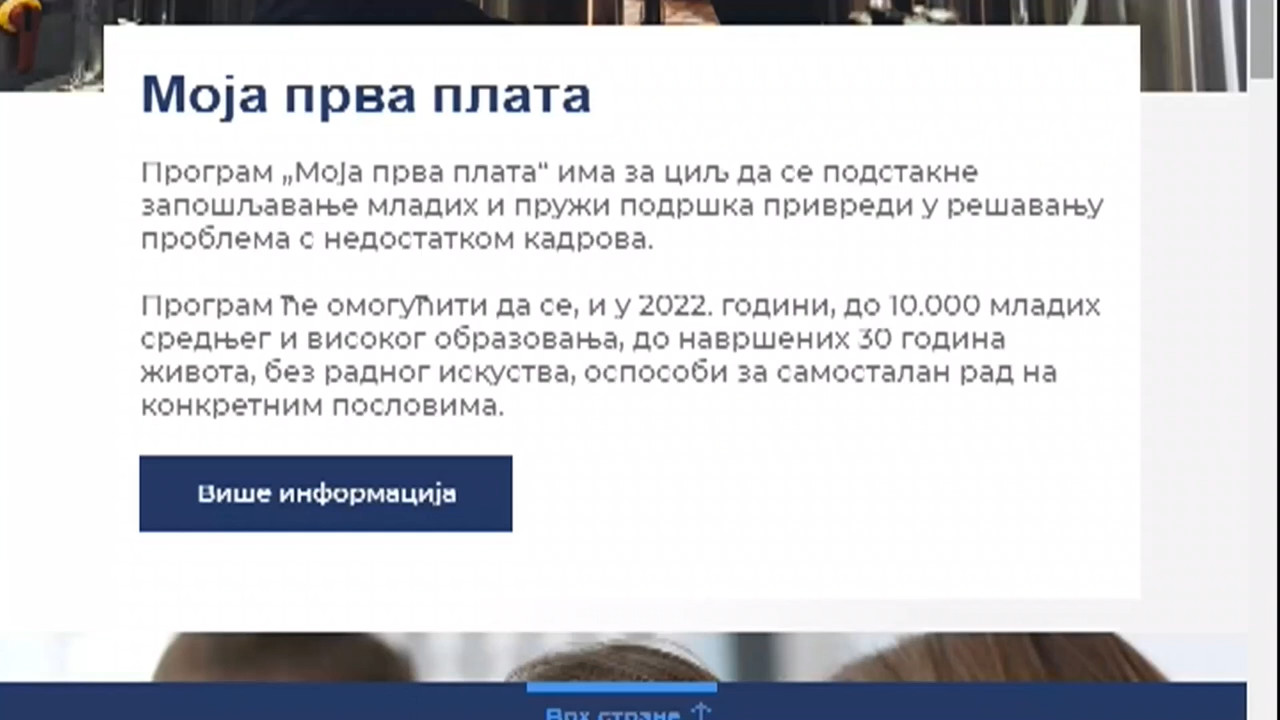 Моја прва плата
Програм „Моја прва плата“ има за циљ да се подстакне
запошљавање младих и пружи подршка привреди у решавању
проблема с недостатком кадрова.
Програм ће омогућити да се, и у 2022. години, до 10.000 младих
средњег и високог образовања, до навршених 30 година
живота, без радног искуства, оспособи за самосталан рад на
конкретним пословима.
Више информација
Врх стране ↑